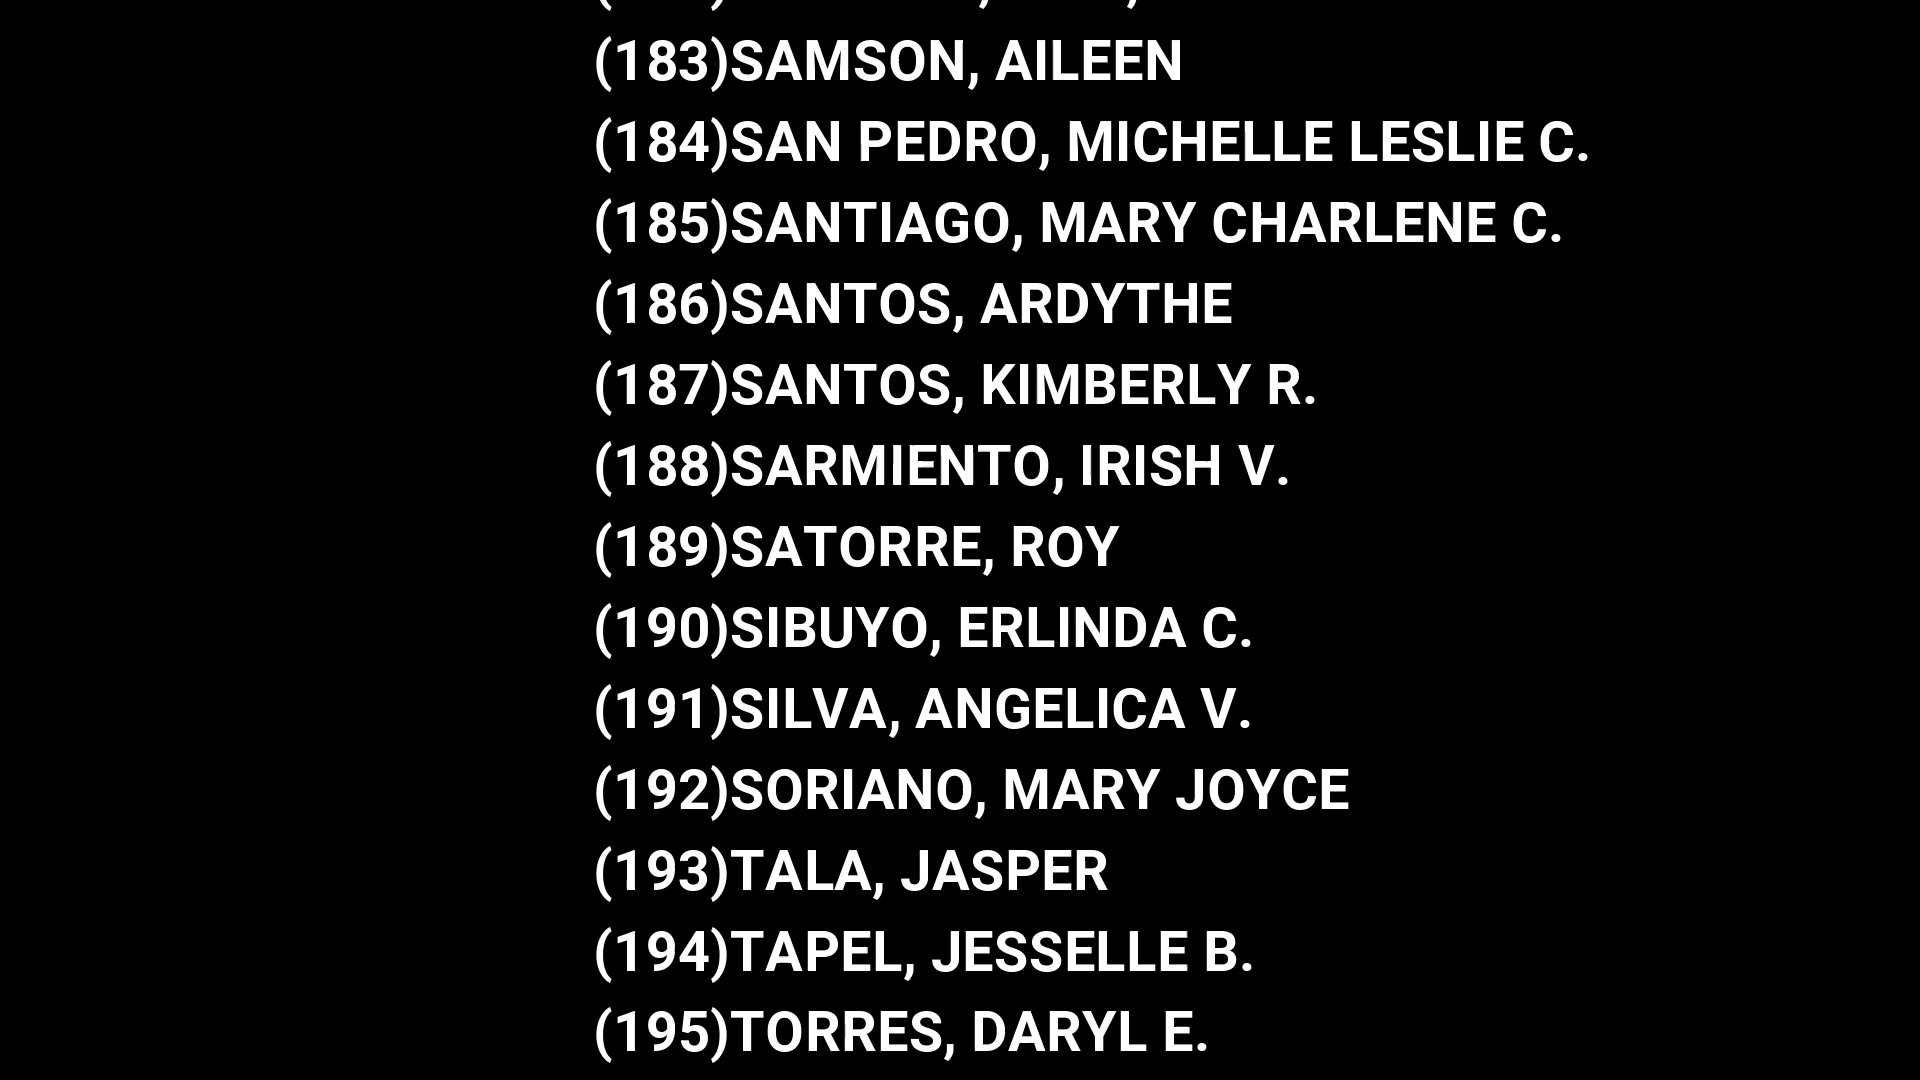 (183)SAMSON, AILEEN
(184)SAN PEDRO, MICHELLE LESLIE C.
(185)SANTIAGO, MARY CHARLENE C.
(186)SANTOS, ARDYTHE
(187)SANTOS, KIMBERLY R.
(188)SARMIENTO, IRISH V.
(189)SATORRE, ROY
(190)SIBUYO, ERLINDA C.
(191)SILVA, ANGELICA V.
(192)SORIANO, MARY JOYCE
(193)TALA, JASPER
(194)TAPEL, JESSELLE B.
(195)TORRES, DARYL E.